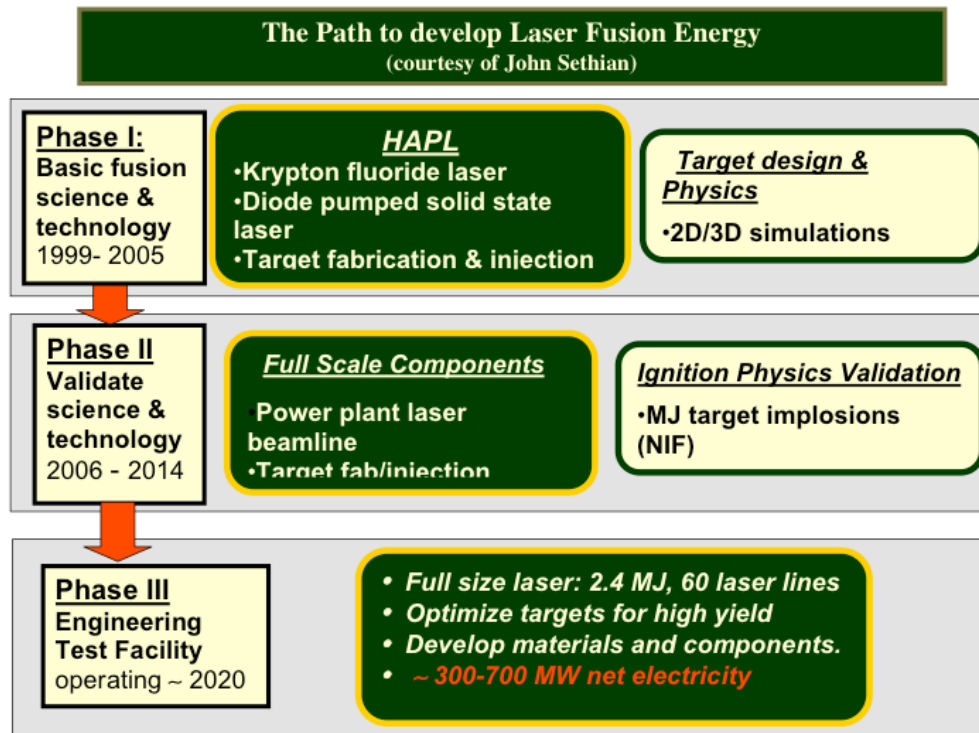 The Path to develop Laser Fusion Energy
(courtesy of John Sethian)
Phase I:
Basic fusion
science &
technology
1999- 2005
HAPL
•Krypton fluoride laser
•Diode pumped solid state
laser
•Target fabrication & injection
Target design &
Physics
•2D/3D simulations
Phase II
Validate
science &
technology
2006 - 2014
Full Scale Components
•Power plant laser
beamline
•Target fab/injection
Ignition Physics Validation
•MJ target implosions
(NIF)
Phase III
Engineering
Test Facility
operating ~ 2020
• Full size laser: 2.4 MJ, 60 laser lines
• Optimize targets for high yield
• Develop materials and components.
• ~ 300-700 MW net electricity